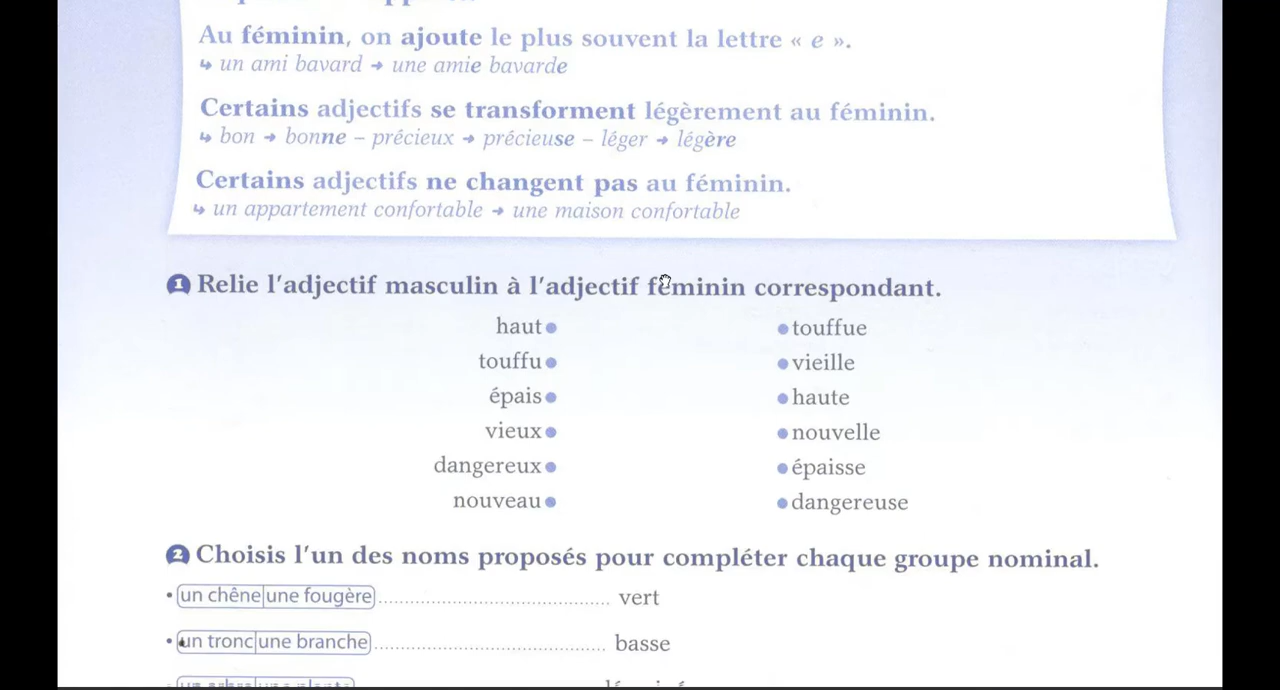 Au féminin, on ajoute le plus souvent la lettre « e ».
↳ un ami bavard → une amie bavarde
Certains adjectifs se transforment légèrement au féminin.
↳ bon → bonne – précieux → précieuse – léger → légère
Certains adjectifs ne changent pas au féminin.
↳ un appartement confortable → une maison confortable
1 Relie l'adjectif masculin à l'adjectif féminin correspondant.
haut • • touffue
touffu • • vieille
épais • • haute
vieux • • nouvelle
dangereux • • épaisse
nouveau • • dangereuse
2 Choisis l'un des noms proposés pour compléter chaque groupe nominal.
• un chêne|une fougère .......................................... vert
• un tronc|une branche .......................................... basse